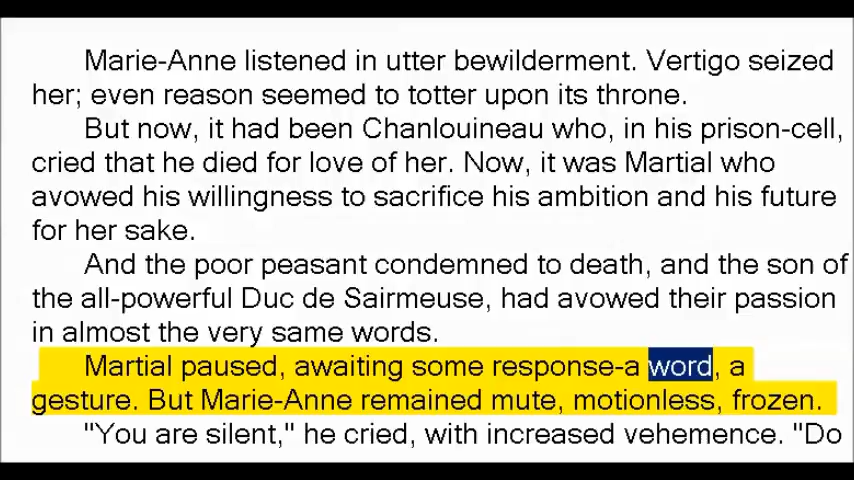 Marie-Anne listened in utter bewilderment. Vertigo seized
her; even reason seemed to totter upon its throne.
But now, it had been Chanlouineau who, in his prison-cell,
cried that he died for love of her. Now, it was Martial who
avowed his willingness to sacrifice his ambition and his future
for her sake.
And the poor peasant condemned to death, and the son of
the all-powerful Duc de Sairmeuse, had avowed their passion
in almost the very same words.
Martial paused, awaiting some response-a word, a
gesture. But Marie-Anne remained mute, motionless, frozen.
"You are silent," he cried, with increased vehemence. "Do